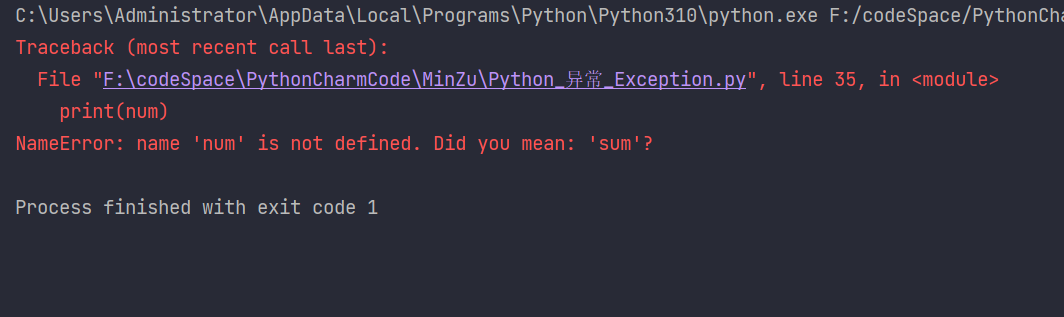 C:\Users\Administrator\AppData\Local\Programs\Python\Python310\python.exe F:/codeSpace/PythonCha
Traceback (most recent call last):
  File "F:\codeSpace\PythonCharmCode\MinZu\Python_异常_Exception.py", line 35, in <module>
    print(num)
NameError: name 'num' is not defined. Did you mean: 'sum'?
Process finished with exit code 1